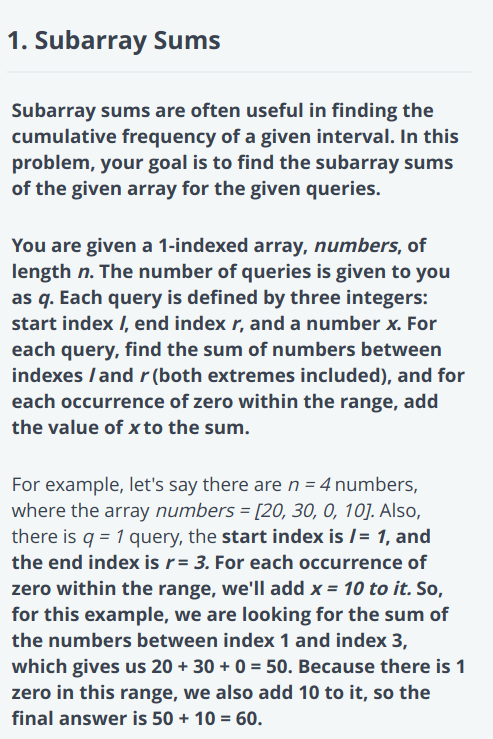 1. Subarray Sums
Subarray sums are often useful in finding the
cumulative frequency of a given interval. In this
problem, your goal is to find the subarray sums
of the given array for the given queries.
You are given a 1-indexed array, numbers, of
length n. The number of queries is given to you
as q. Each query is defined by three integers:
start index l, end index r, and a number x. For
each query, find the sum of numbers between
indexes l and r (both extremes included), and for
each occurrence of zero within the range, add
the value of x to the sum.
For example, let's say there are n = 4 numbers,
where the array numbers = [20, 30, 0, 10]. Also,
there is q = 1 query, the start index is l = 1, and
the end index is r = 3. For each occurrence of
zero within the range, we'll add x = 10 to it. So,
for this example, we are looking for the sum of
the numbers between index 1 and index 3,
which gives us 20 + 30 + 0 = 50. Because there is 1
zero in this range, we also add 10 to it, so the
final answer is 50 + 10 = 60.